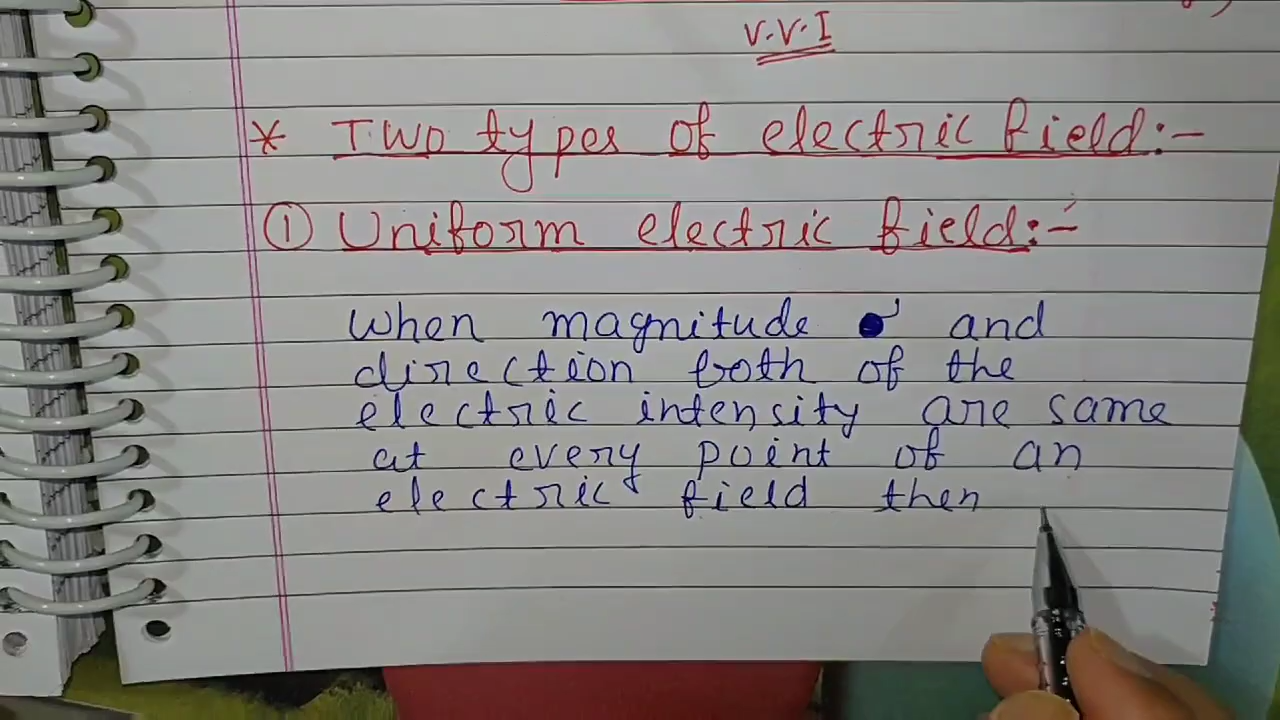 V.V.I
* Two types of electric field:-
① Uniform electric field:-
When magnitude and
direction both of the
electric intensity are same
at every point of an
electric field then